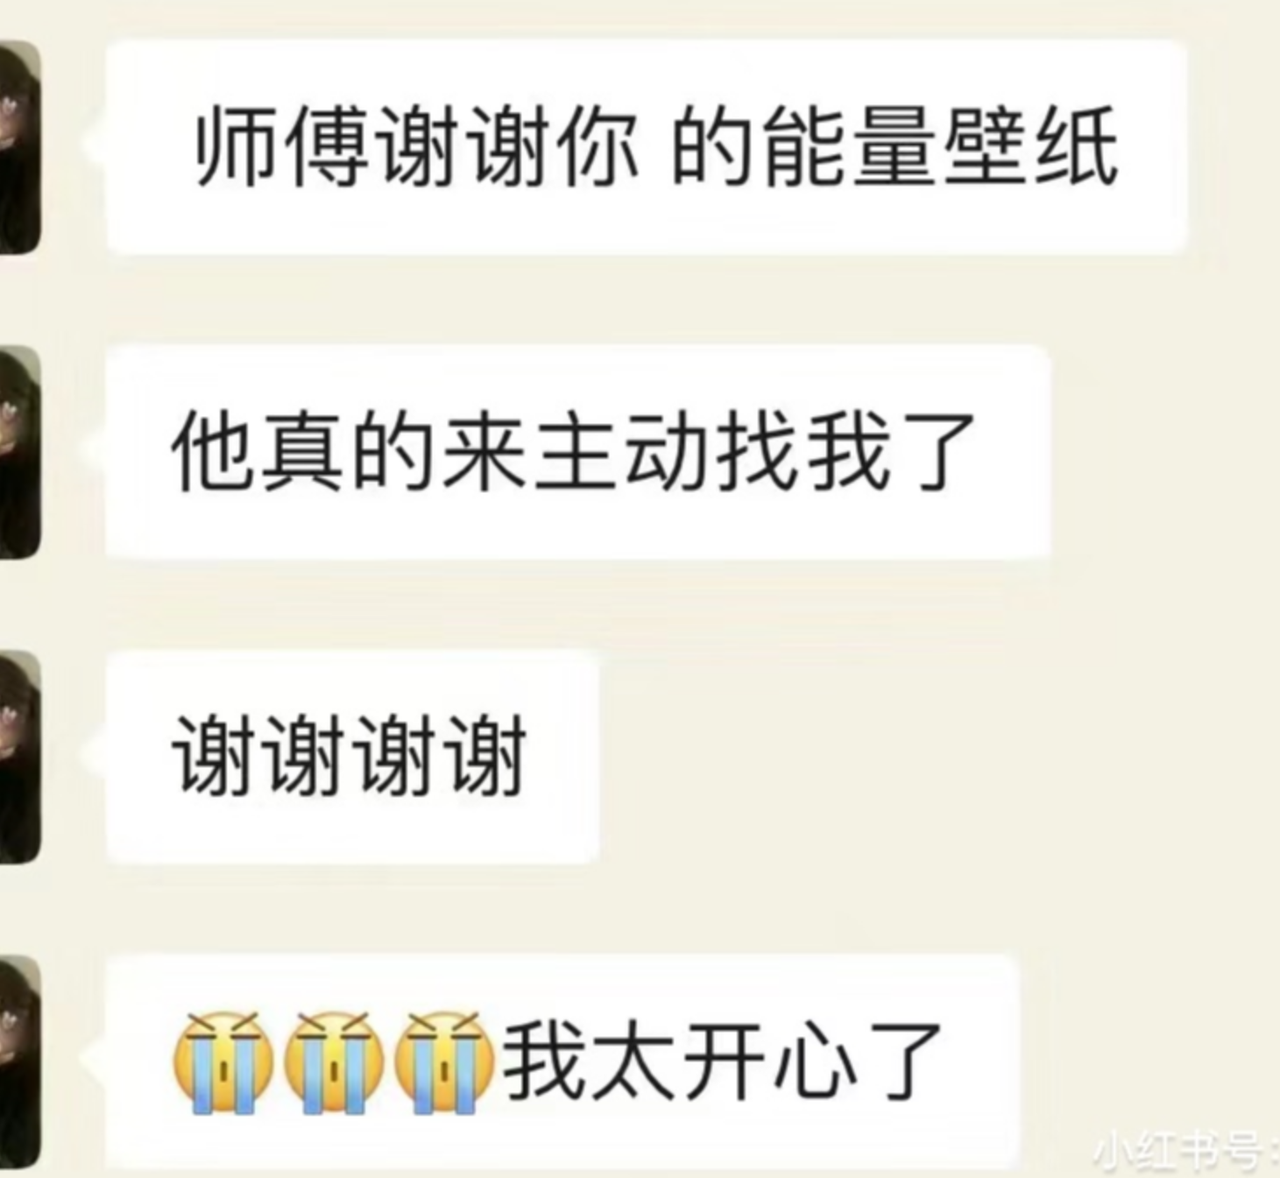 师傅谢谢你 的能量壁纸
他真的来主动找我了
谢谢谢谢
😭😭😭我太开心了
小红书号：